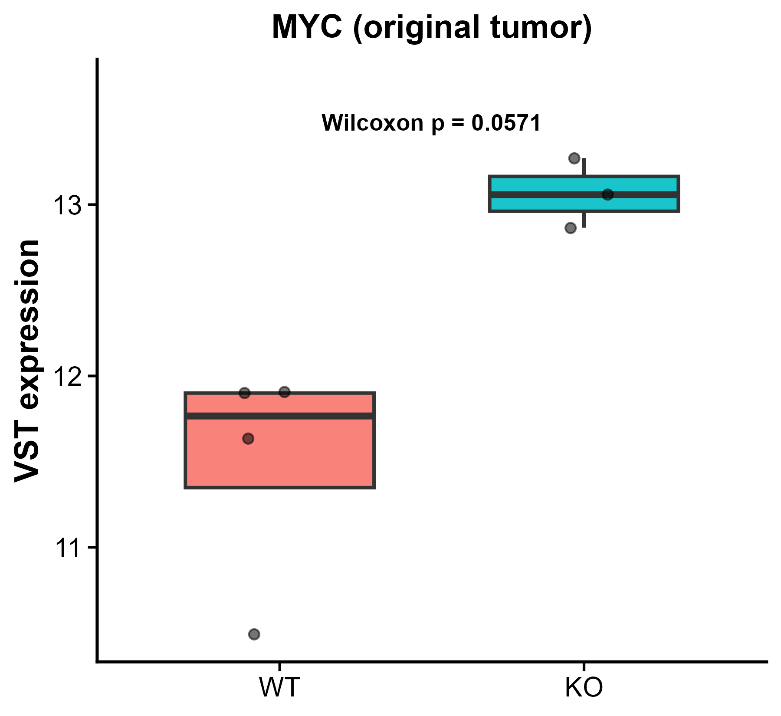 MYC (original tumor)
Wilcoxon p = 0.0571
VST expression
13
12
11
WT
KO